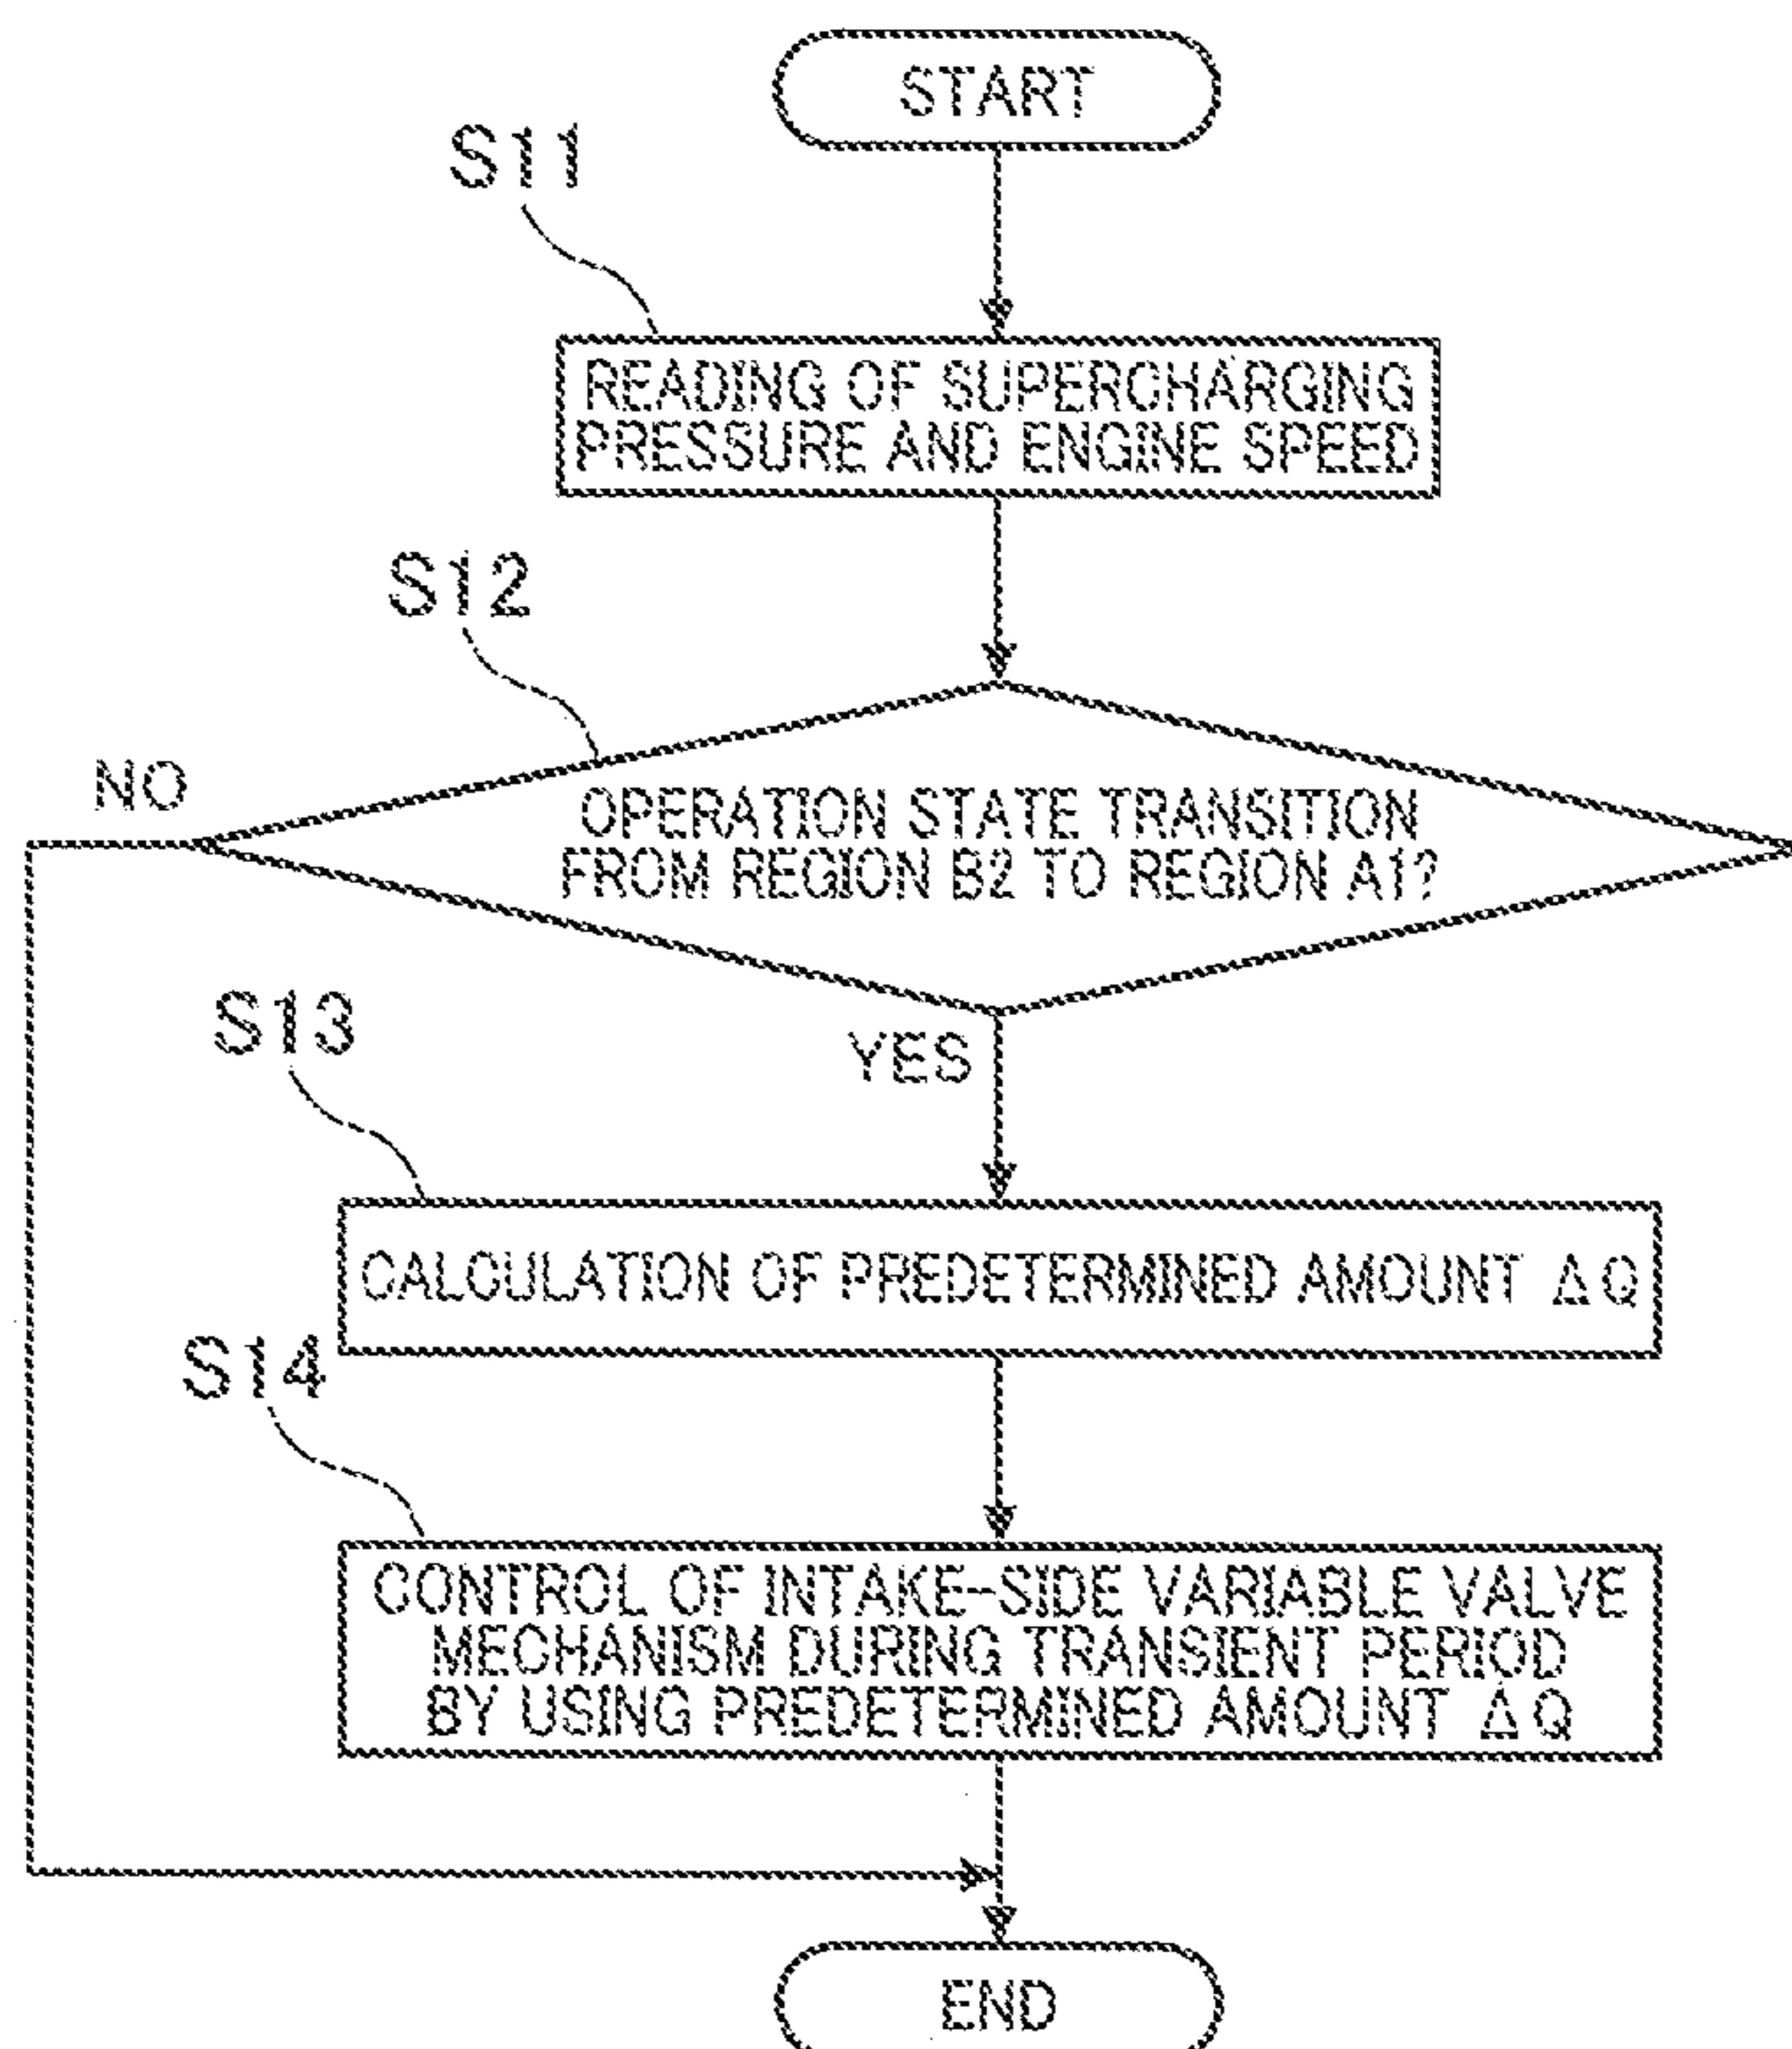 START
S11
READING OF SUPERCHARGING
PRESSURE AND ENGINE SPEED
S12
NO
OPERATION STATE TRANSITION
FROM REGION B2 TO REGION A1?
YES
S13
CALCULATION OF PREDETERMINED AMOUNT ΔQ
S14
CONTROL OF INTAKE-SIDE VARIABLE VALVE
MECHANISM DURING TRANSIENT PERIOD
BY USING PREDETERMINED AMOUNT ΔQ
END